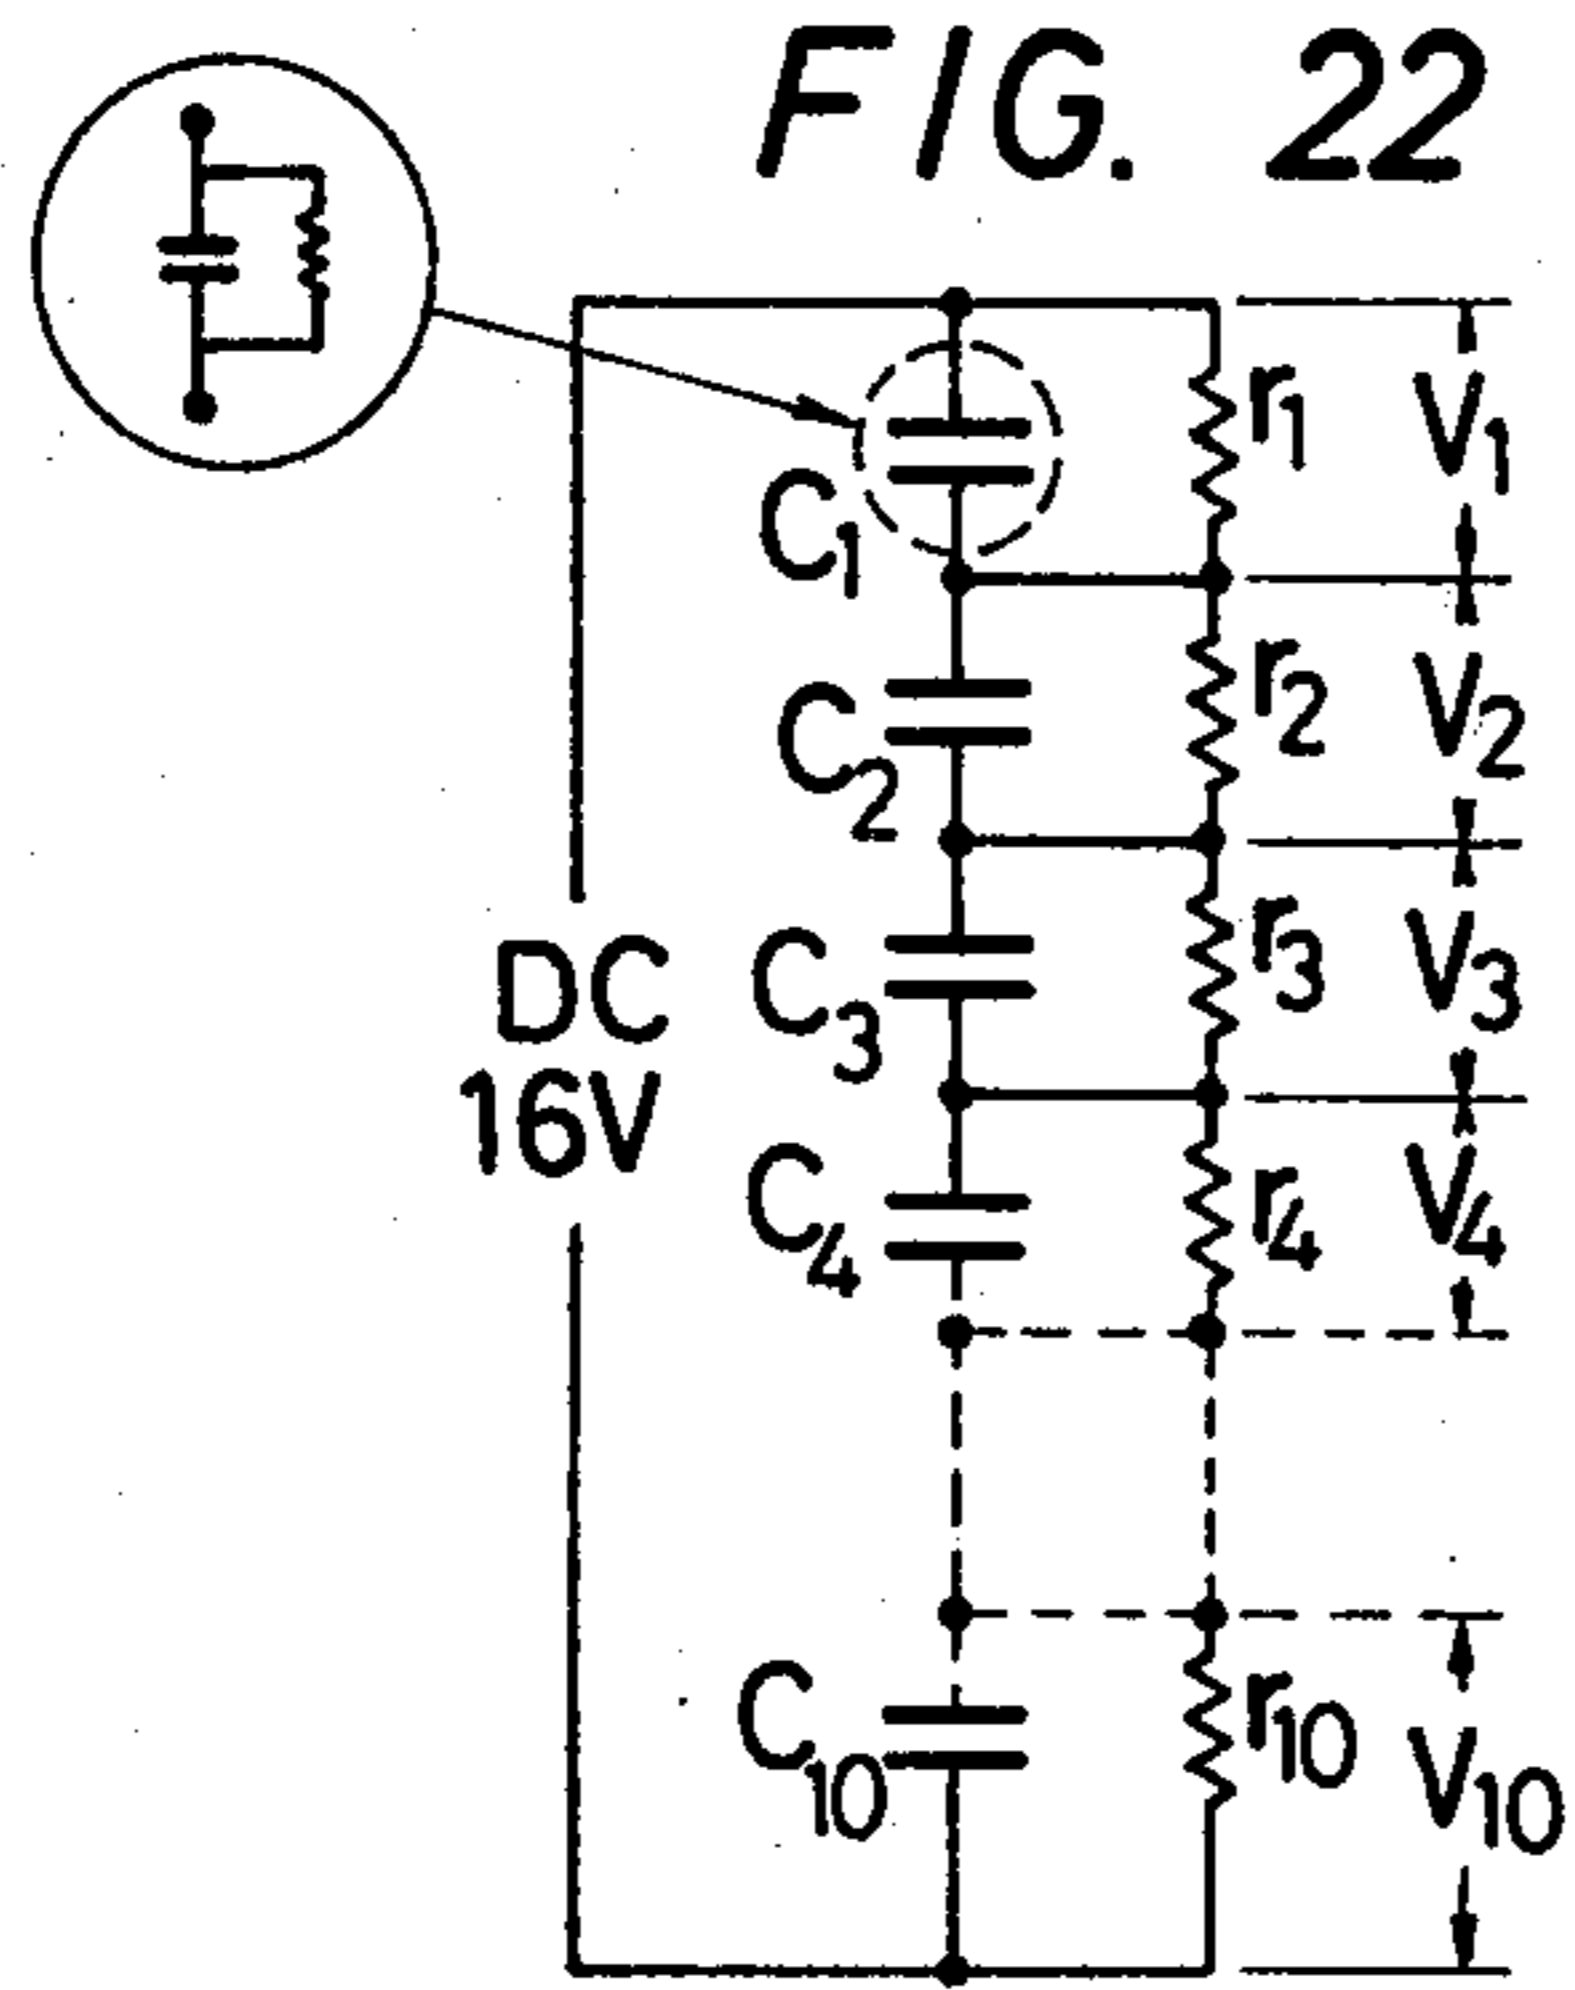 FIG. 22
C1 r1 V1
C2 r2 V2
C3 r3 V3
DC
16V
C4 r4 V4
C10 r10 V10